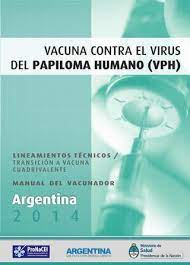 VACUNA CONTRA EL VIRUS
DEL PAPILOMA HUMANO (VPH)
LINEAMIENTOS TÉCNICOS /
TRANSICIÓN A VACUNA
CUADRIVALENTE
MANUAL DEL VACUNADOR
Argentina
2014
ProNaCEI
ARGENTINA
Ministerio de
Salud
Presidencia de la Nación